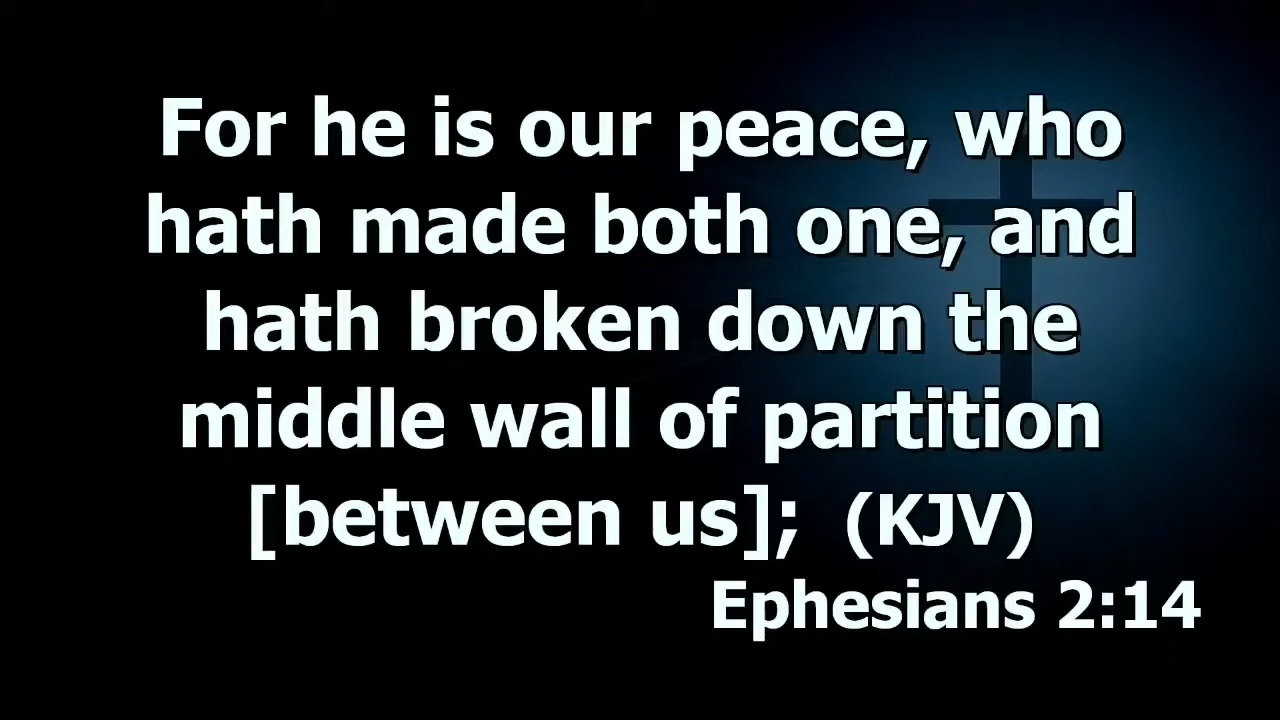 For he is our peace, who
hath made both one, and
hath broken down the
middle wall of partition
[between us];  (KJV)
Ephesians 2:14